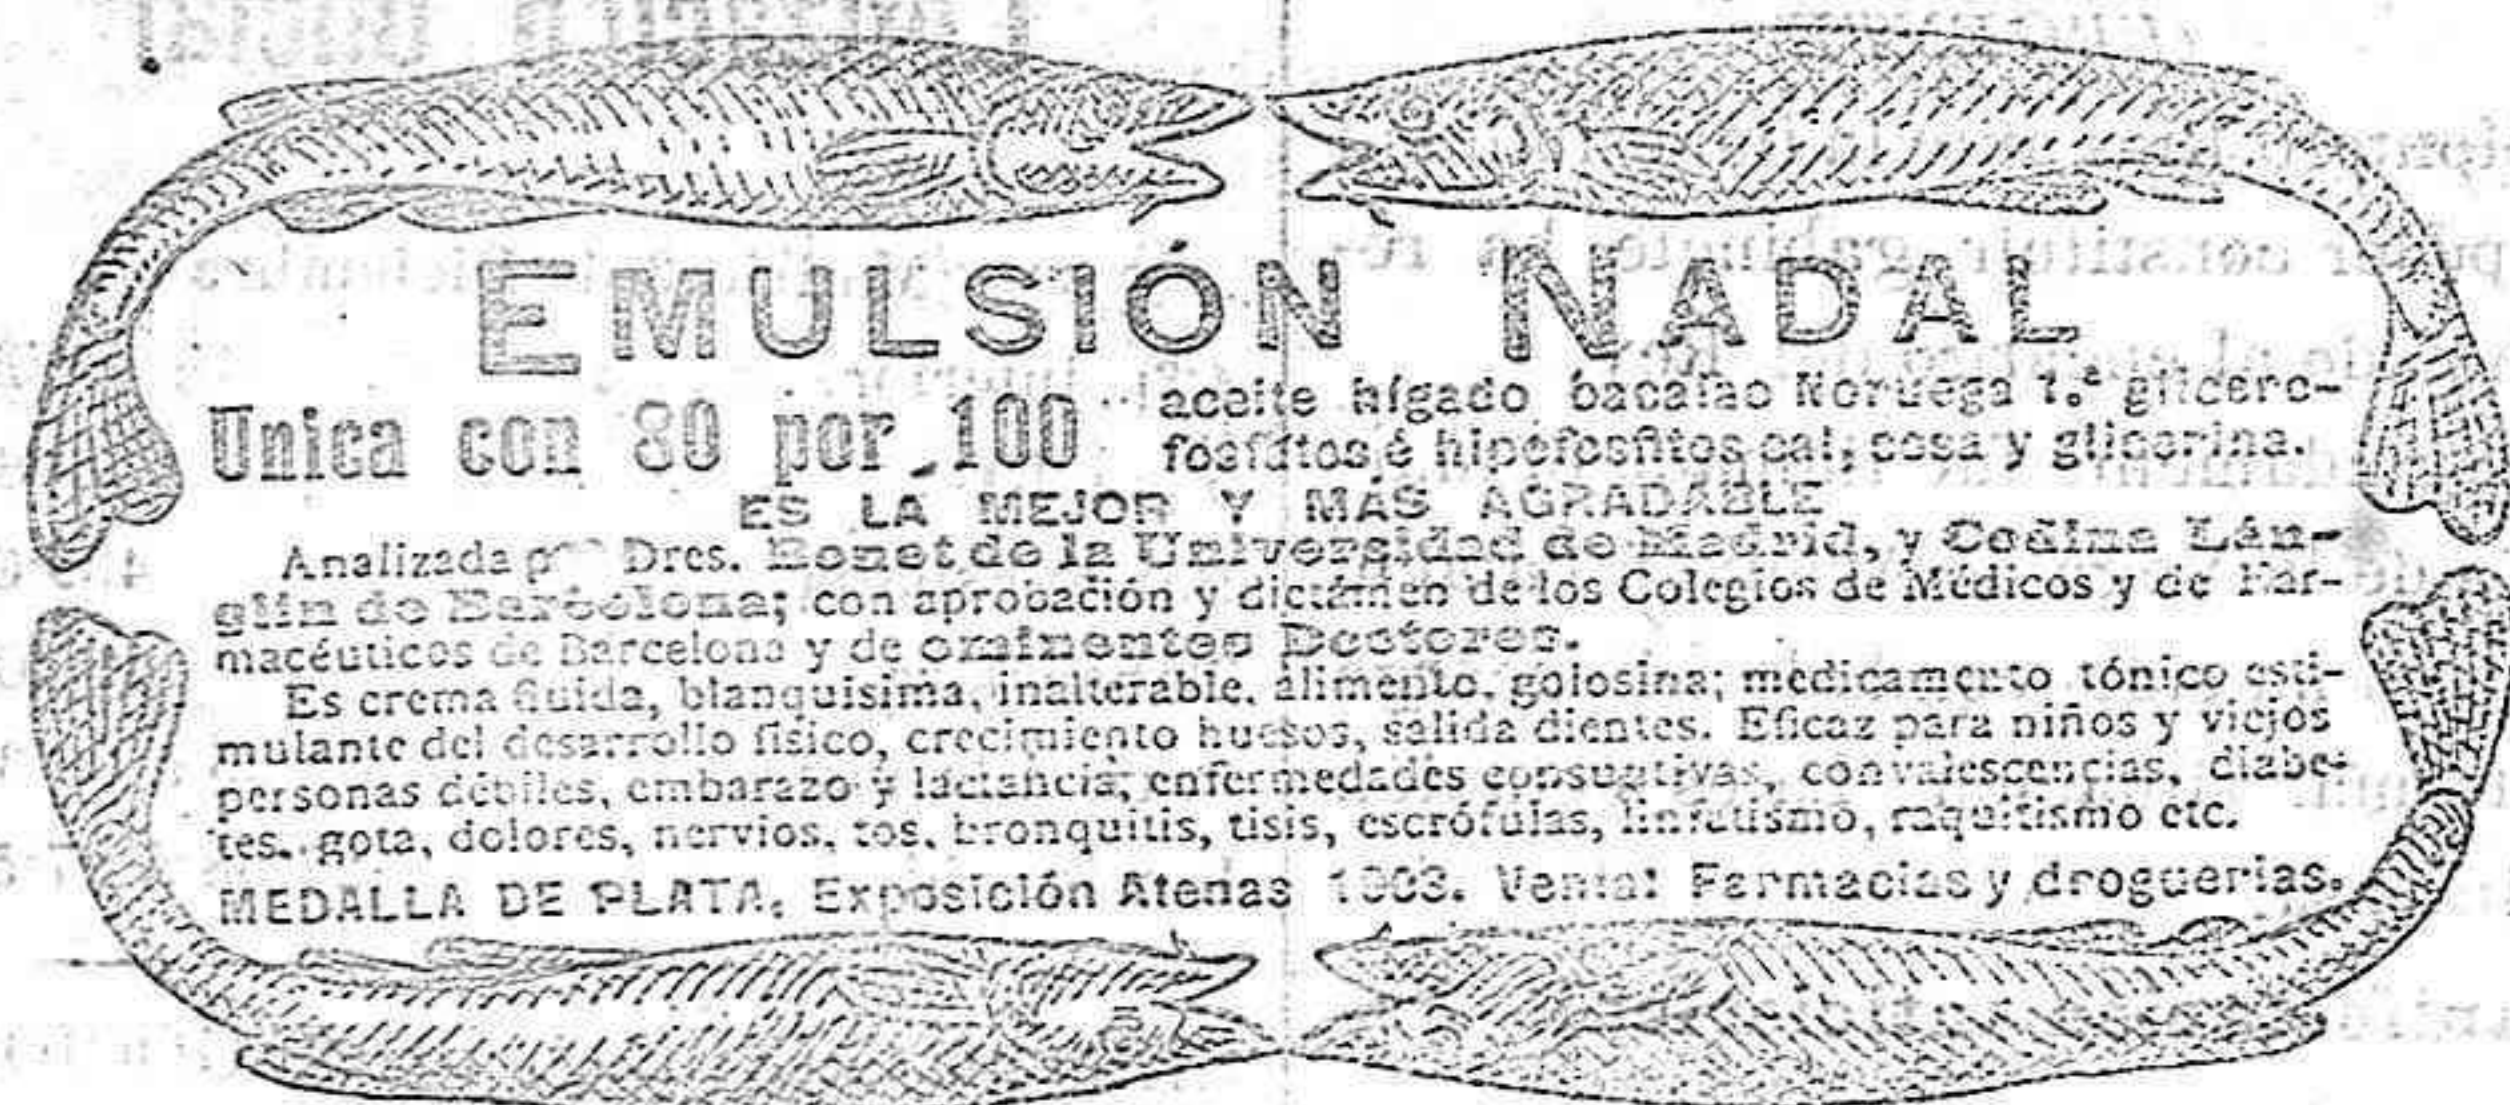 EMULSIÓN NADAL
Unica con 80 por 100 aceite hígado bacalao Noruega 1.ª glicero-
fosfátos é hipofosfitos cal, sosa y glicerina.
ES LA MEJOR Y MÁS AGRADABLE
Analizada Dres. Bonet de la Universidad de Madrid, y Codina Län-
glin de Barcelona; con aprobación y dictámen de los Colegios de Médicos y de Far-
macéuticos de Barcelona y de eminentes Doctores.
Es crema fluida, blanquisima, inalterable, alimento, golosina; medicamento tónico esti-
mulante del desarrollo físico, crecimiento huesos, salida dientes. Eficaz para niños y viejos
personas débiles, embarazo y lactancia; enfermedades consuntivas, convalescencias, diabe-
tes, gota, dolores, nervios, tos, bronquitis, tisis, escrófulas, linfatismo, raquitismo etc.
MEDALLA DE PLATA, Exposición Atenas 1903. Venta: Farmacias y droguerias.